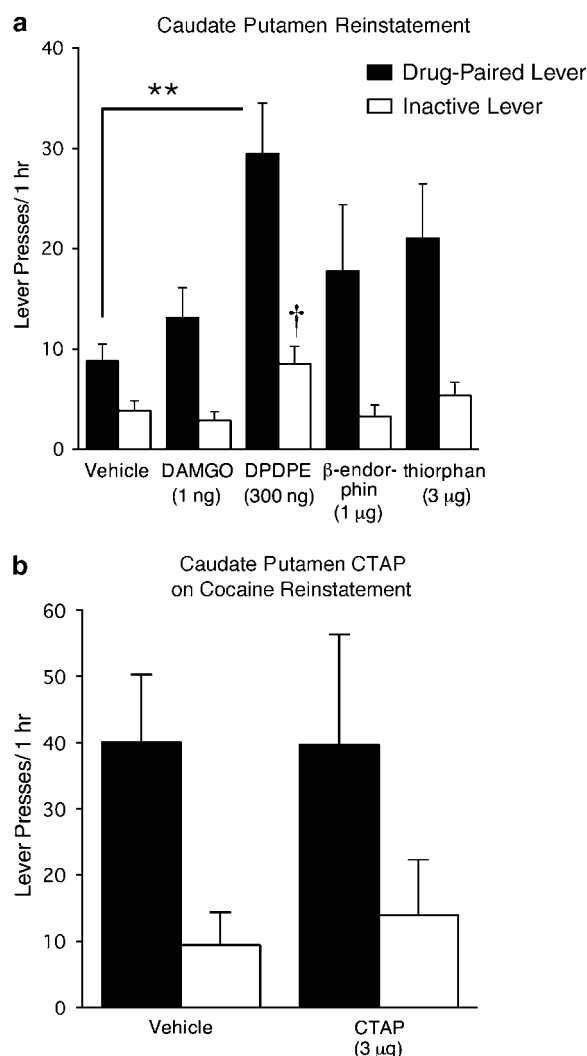 a
Caudate Putamen Reinstatement
40
30
20
10
0
Lever Presses/ 1 hr
Drug-Paired Lever
Inactive Lever
**
†
Vehicle
DAMGO
(1 ng)
DPDPE
(300 ng)
β-endor-
phin
(1 μg)
thiorphan
(3 μg)
b
Caudate Putamen CTAP
on Cocaine Reinstatement
60
50
40
30
20
10
0
Lever Presses/ 1 hr
Vehicle
CTAP
(3 μg)